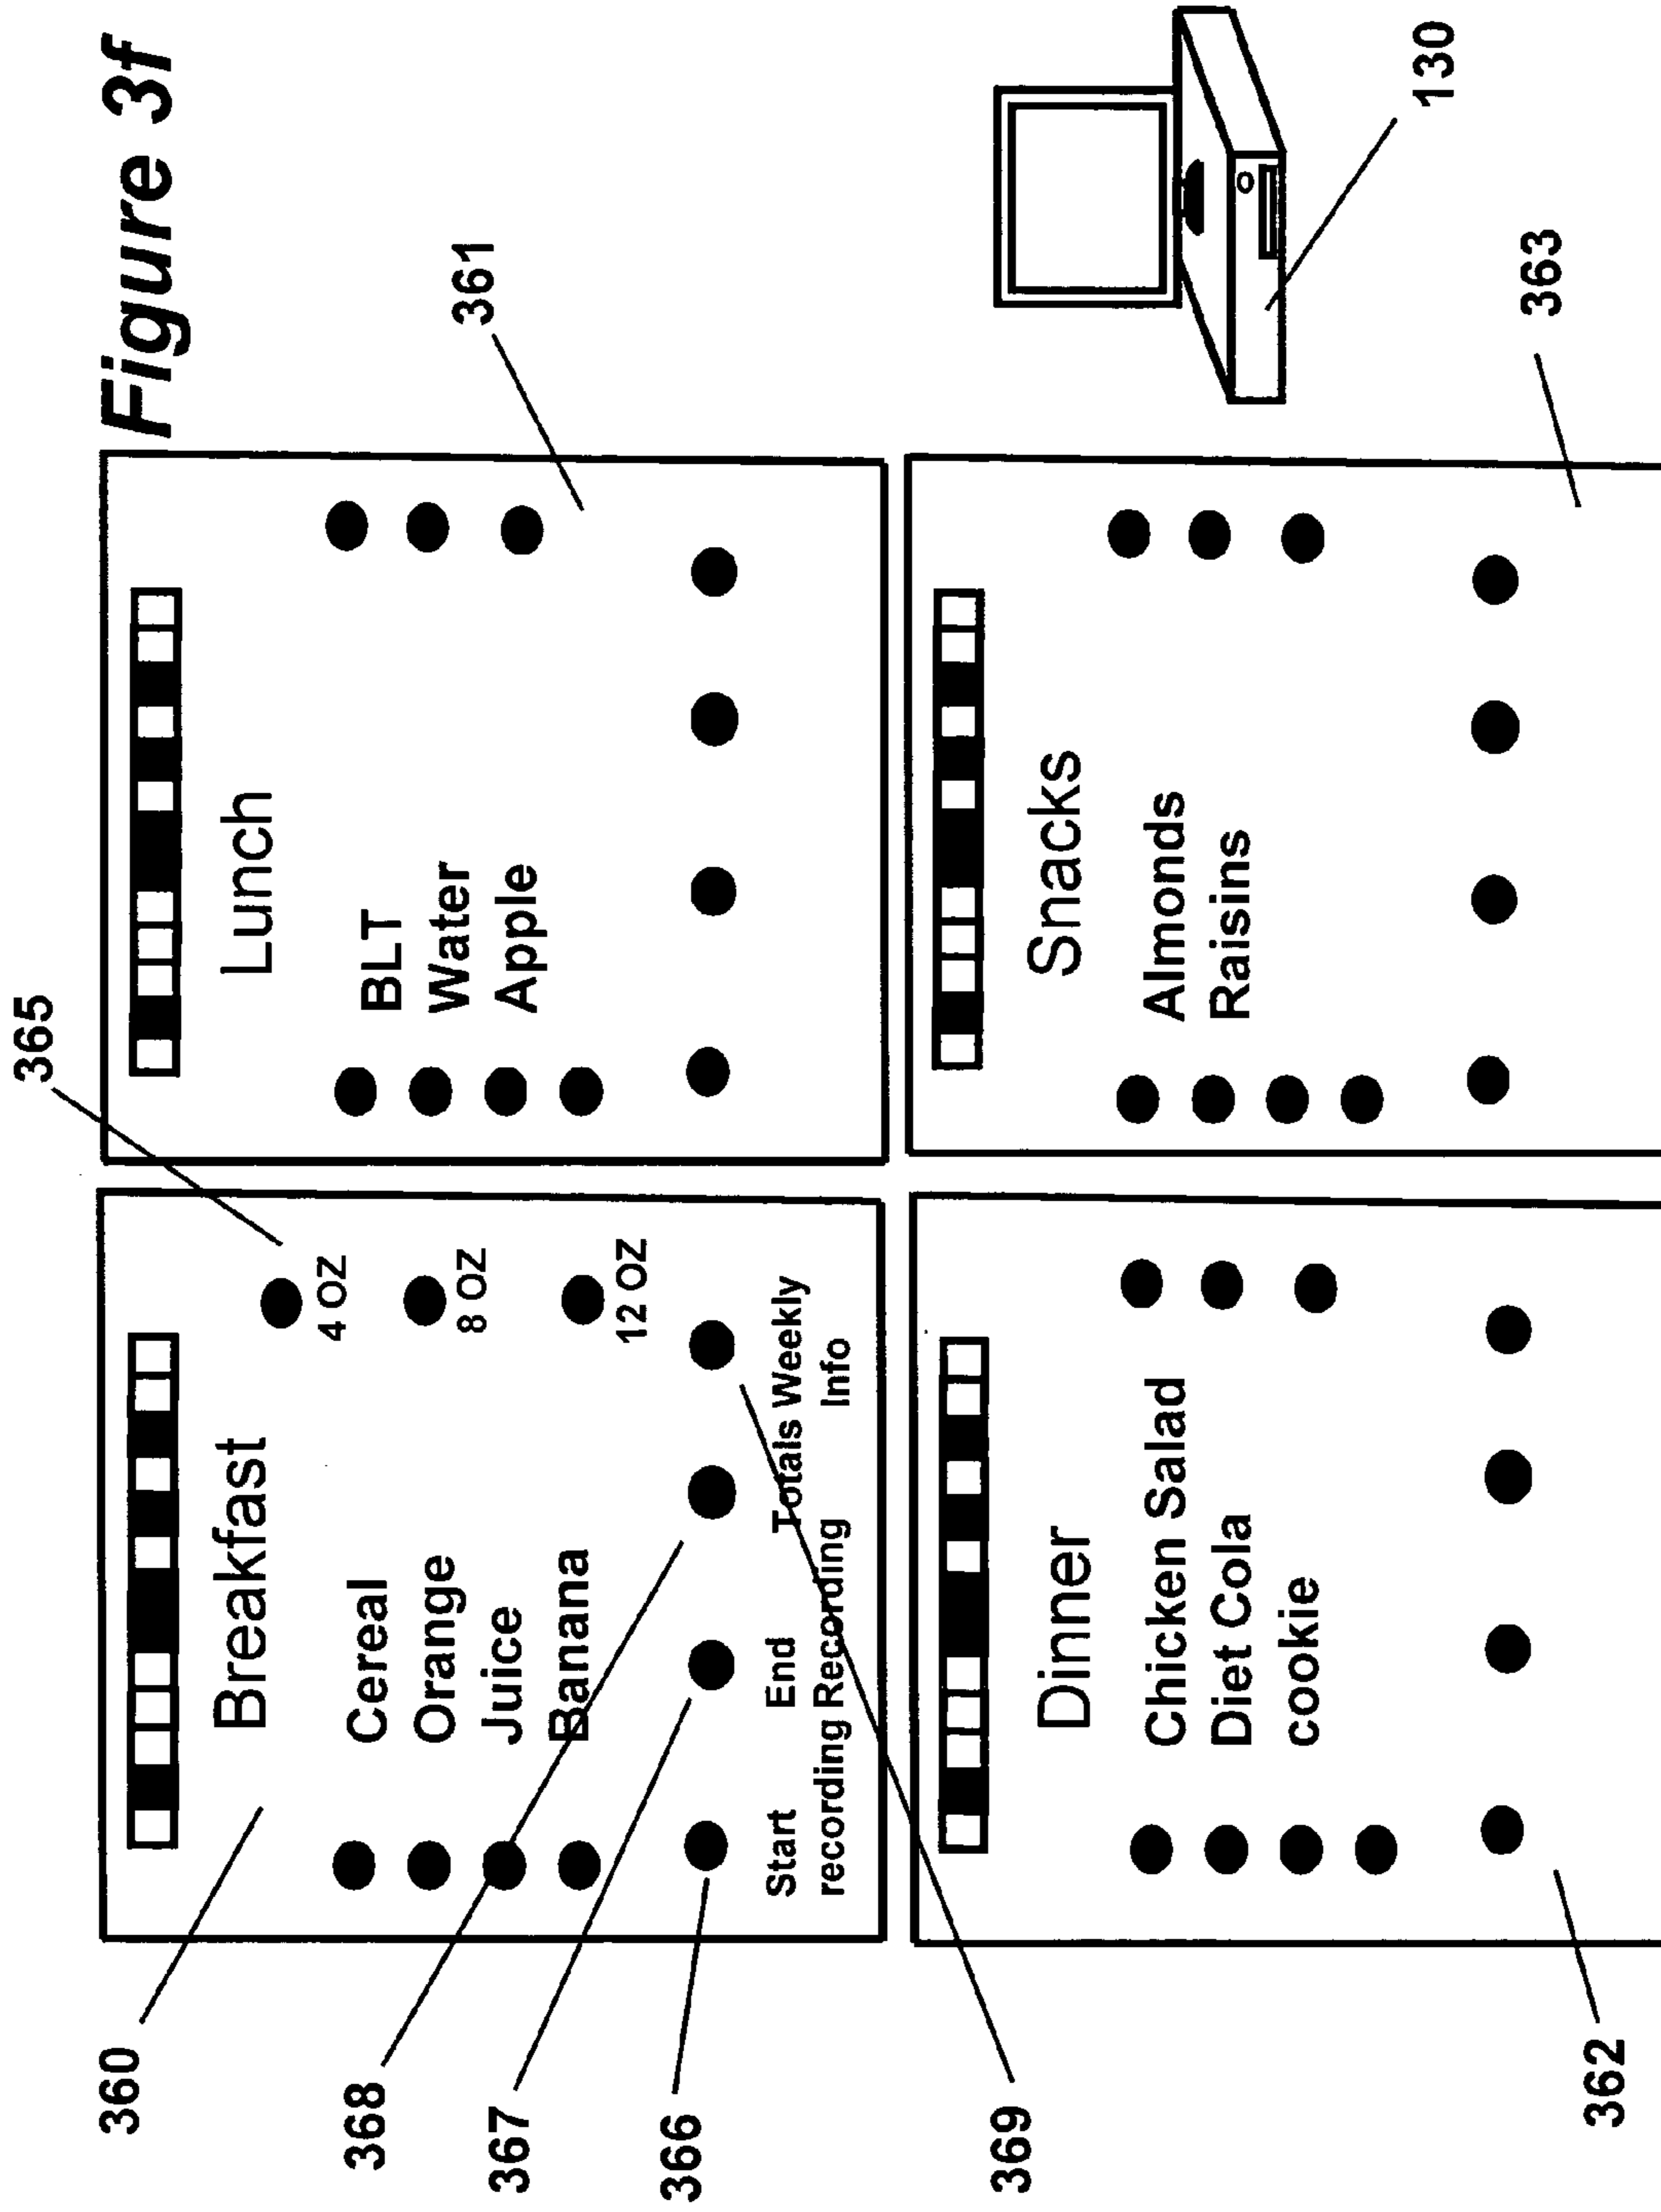 Figure 3f
365
360
Breakfast
Cereal
Orange
Juice
Banana
4 OZ
8 OZ
12 OZ
Start End Totals Weekly
recording Recording Info
368
367
366
369
361
Lunch
BLT
Water
Apple
362
Dinner
Chicken Salad
Diet Cola
cookie
363
Snacks
Almonds
Raisins
130